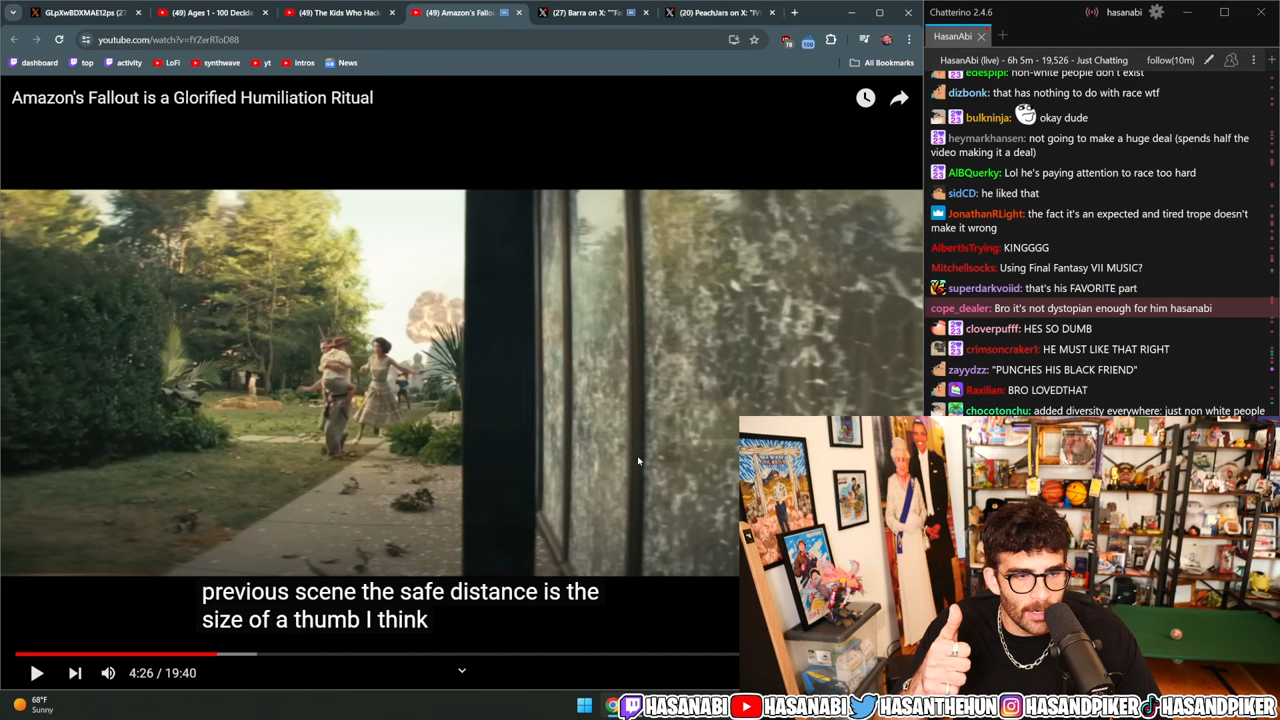 GLpXwBDXMAE12ps (27
(49) Ages 1 - 100 Decide
(49) The Kids Who Hac
(49) Amazon's Fallo
(27) Barra on X: ""Fa
(20) PeachJars on X: "IV
youtube.com/watch?v=fYZerRToD88
78
100
dashboard
top
activity
LoFi
synthwave
yt
intros
News
All Bookmarks
Amazon's Fallout is a Glorified Humiliation Ritual
previous scene the safe distance is the
size of a thumb I think
4:26 / 19:40
68°F
Sunny
Chatterino 2.4.6
hasanabi
HasanAbi
HasanAbi (live) - 6h 5m - 19,526 - Just Chatting
follow(10m)
edespipi: non-white people don't exist
dizbonk: that has nothing to do with race wtf
bulkninja: okay dude
heymarkhansen: not going to make a huge deal (spends half the
video making it a deal)
AlBQuerky: Lol he's paying attention to race too hard
sidCD: he liked that
JonathanRLight: the fact it's an expected and tired trope doesn't
make it wrong
AlbertIsTrying: KINGGGG
Mitchellsocks: Using Final Fantasy VII MUSIC?
superdarkvoiid: that's his FAVORITE part
cope_dealer: Bro it's not dystopian enough for him hasanabi
cloverpufff: HES SO DUMB
crimsoncraker1: HE MUST LIKE THAT RIGHT
zayydzz: "PUNCHES HIS BLACK FRIEND"
Raxilian: BRO LOVEDTHAT
chocotonchu: added diversity everywhere: just non white people
HASANABI
HASANABI
HASANTHEHUN
HASANDPIKER
HASANDPIKER